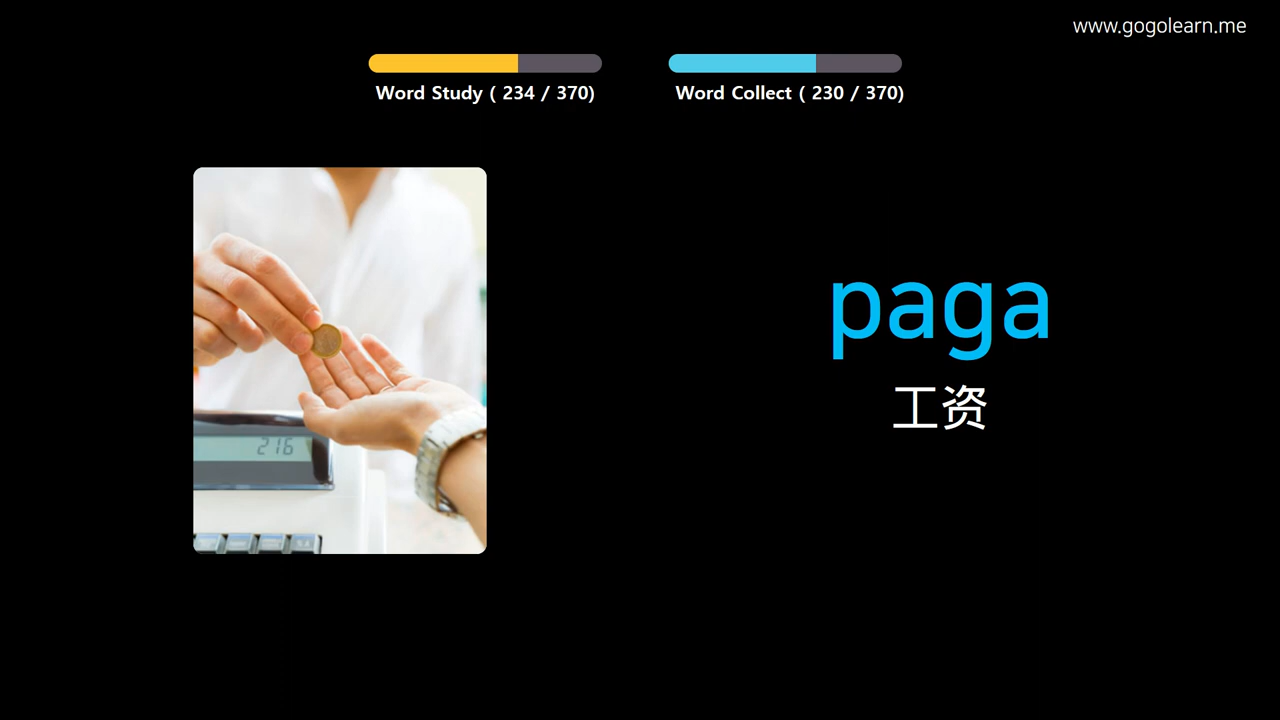 www.gogolearn.me
Word Study ( 234 / 370)
Word Collect ( 230 / 370)
paga
工资
216